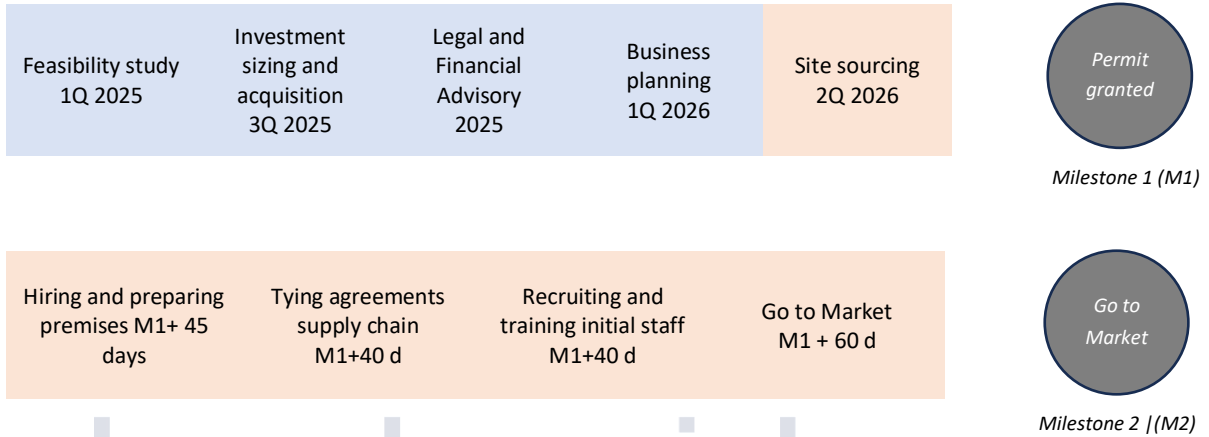 Feasibility study
1Q 2025
Investment
sizing and
acquisition
3Q 2025
Legal and
Financial
Advisory
2025
Business
planning
1Q 2026
Site sourcing
2Q 2026
Permit
granted
Milestone 1 (M1)
Hiring and preparing
premises M1+ 45
days
Tying agreements
supply chain
M1+40 d
Recruiting and
training initial staff
M1+40 d
Go to Market
M1 + 60 d
Go to
Market
Milestone 2 |(M2)